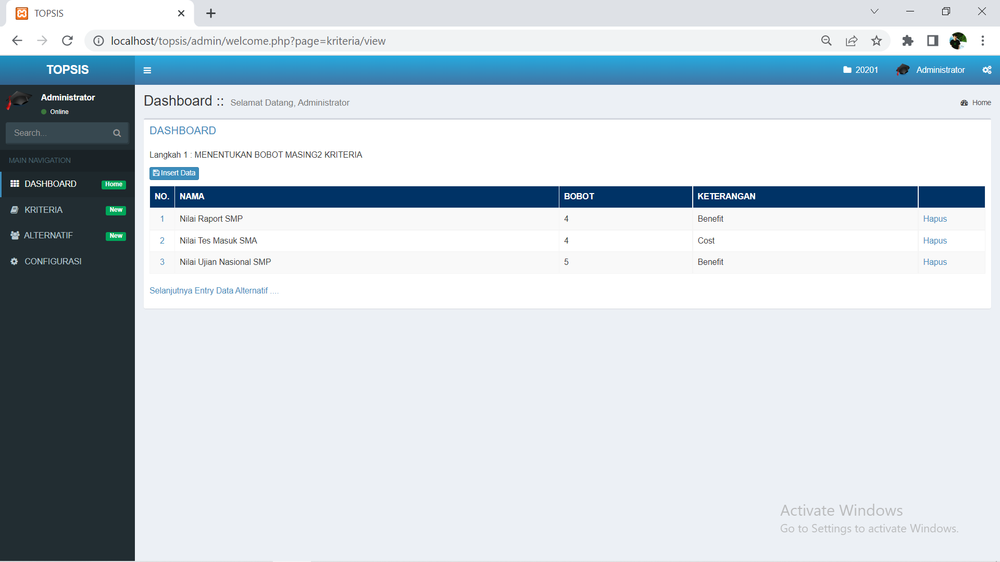 TOPSIS
localhost/topsis/admin/welcome.php?page=kriteria/view
TOPSIS
20201
Administrator
Administrator
Online
Search...
MAIN NAVIGATION
DASHBOARD Home
KRITERIA New
ALTERNATIF New
CONFIGURASI
Dashboard :: Selamat Datang, Administrator
Home
DASHBOARD
Langkah 1 : MENENTUKAN BOBOT MASING2 KRITERIA
Insert Data
NO. NAMA BOBOT KETERANGAN
1 Nilai Raport SMP 4 Benefit Hapus
2 Nilai Tes Masuk SMA 4 Cost Hapus
3 Nilai Ujian Nasional SMP 5 Benefit Hapus
Selanjutnya Entry Data Alternatif ....
Activate Windows
Go to Settings to activate Windows.